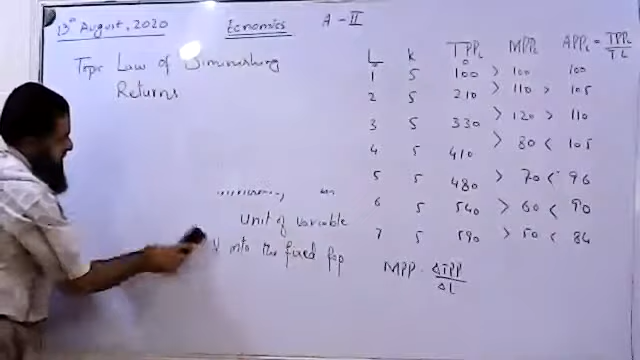 13th August, 2020 Economics A-II
Topic Law of Diminishing
Returns
L K TPPL MPPL APPL = TPPL/TL
0
1 5 100 > 100 100
2 5 210 > 110 > 105
3 5 330 > 120 > 110
4 5 410 > 80 < 105
5 5 480 > 70 < 96
6 5 540 > 60 < 90
7 5 590 > 50 < 84
unit of variable
into the fixed
MPP = ΔTPP/ΔL